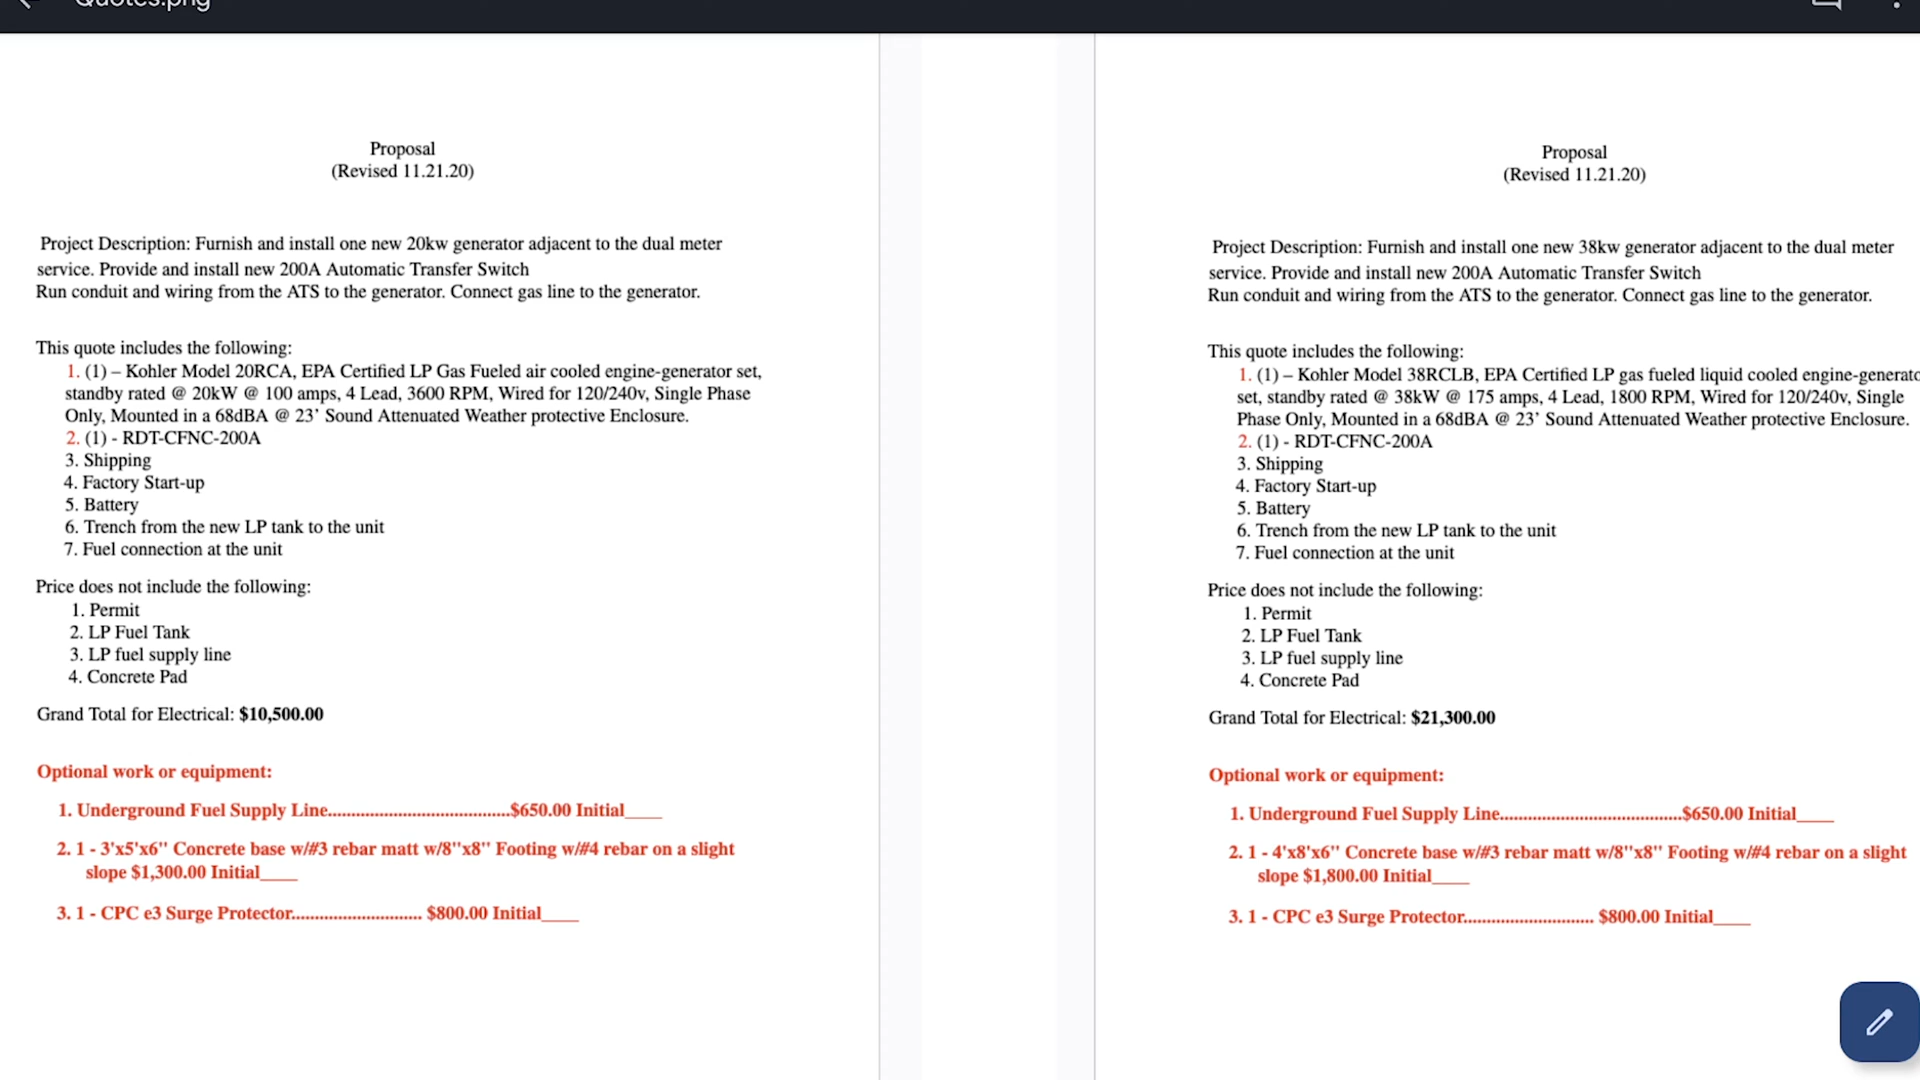 Quotes.png
Proposal
(Revised 11.21.20)
Project Description: Furnish and install one new 20kw generator adjacent to the dual meter
service. Provide and install new 200A Automatic Transfer Switch
Run conduit and wiring from the ATS to the generator. Connect gas line to the generator.
This quote includes the following:
1. (1) – Kohler Model 20RCA, EPA Certified LP Gas Fueled air cooled engine-generator set,
standby rated @ 20kW @ 100 amps, 4 Lead, 3600 RPM, Wired for 120/240v, Single Phase
Only, Mounted in a 68dBA @ 23’ Sound Attenuated Weather protective Enclosure.
2. (1) - RDT-CFNC-200A
3. Shipping
4. Factory Start-up
5. Battery
6. Trench from the new LP tank to the unit
7. Fuel connection at the unit
Price does not include the following:
1. Permit
2. LP Fuel Tank
3. LP fuel supply line
4. Concrete Pad
Grand Total for Electrical: $10,500.00
Optional work or equipment:
1. Underground Fuel Supply Line.......................................$650.00 Initial____
2. 1 - 3'x5'x6'' Concrete base w/#3 rebar matt w/8''x8'' Footing w/#4 rebar on a slight
slope $1,300.00 Initial____
3. 1 - CPC e3 Surge Protector............................ $800.00 Initial____
Proposal
(Revised 11.21.20)
Project Description: Furnish and install one new 38kw generator adjacent to the dual meter
service. Provide and install new 200A Automatic Transfer Switch
Run conduit and wiring from the ATS to the generator. Connect gas line to the generator.
This quote includes the following:
1. (1) – Kohler Model 38RCLB, EPA Certified LP gas fueled liquid cooled engine-generato
set, standby rated @ 38kW @ 175 amps, 4 Lead, 1800 RPM, Wired for 120/240v, Single
Phase Only, Mounted in a 68dBA @ 23’ Sound Attenuated Weather protective Enclosure.
2. (1) - RDT-CFNC-200A
3. Shipping
4. Factory Start-up
5. Battery
6. Trench from the new LP tank to the unit
7. Fuel connection at the unit
Price does not include the following:
1. Permit
2. LP Fuel Tank
3. LP fuel supply line
4. Concrete Pad
Grand Total for Electrical: $21,300.00
Optional work or equipment:
1. Underground Fuel Supply Line.......................................$650.00 Initial____
2. 1 - 4'x8'x6'' Concrete base w/#3 rebar matt w/8''x8'' Footing w/#4 rebar on a slight
slope $1,800.00 Initial____
3. 1 - CPC e3 Surge Protector............................ $800.00 Initial____